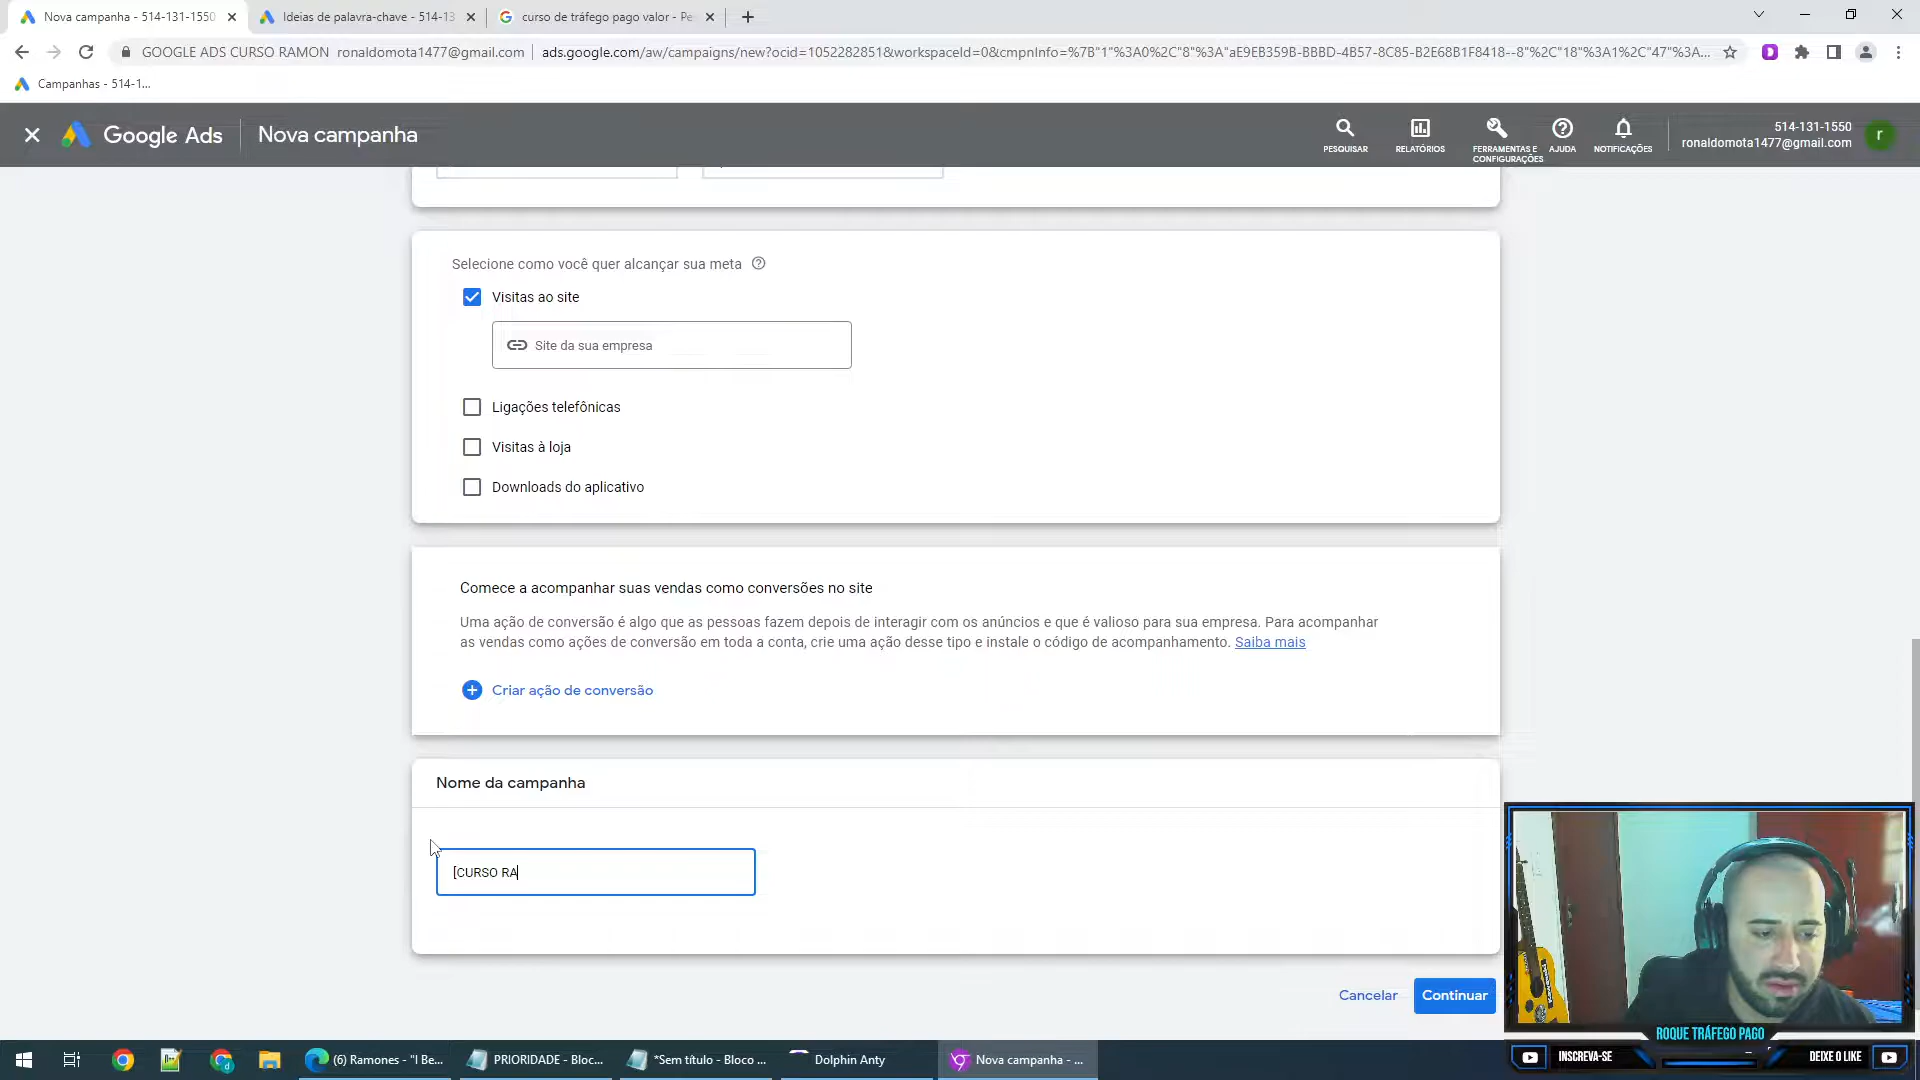 Nova campanha - 514-131-1550
Ideias de palavra-chave - 514-13
curso de tráfego pago valor - Pe
GOOGLE ADS CURSO RAMON ronaldomota1477@gmail.com
ads.google.com/aw/campaigns/new?ocid=1052282851&workspaceId=0&cmpnInfo=%7B"1"%3A0%2C"8"%3A"aE9EB359B-BBBD-4B57-8C85-B2E68B1F8418--8"%2C"18"%3A1%2C"47"%3A...
Campanhas - 514-1...
Google Ads
Nova campanha
PESQUISAR
RELATÓRIOS
FERRAMENTAS E
CONFIGURAÇÕES
AJUDA
NOTIFICAÇÕES
514-131-1550
ronaldomota1477@gmail.com
r
Selecione como você quer alcançar sua meta
Visitas ao site
Site da sua empresa
Ligações telefônicas
Visitas à loja
Downloads do aplicativo
Comece a acompanhar suas vendas como conversões no site
Uma ação de conversão é algo que as pessoas fazem depois de interagir com os anúncios e que é valioso para sua empresa. Para acompanhar
as vendas como ações de conversão em toda a conta, crie uma ação desse tipo e instale o código de acompanhamento. Saiba mais
Criar ação de conversão
Nome da campanha
[CURSO RA
Cancelar
Continuar
ROQUE TRÁFEGO PAGO
INSCREVA-SE
DEIXE O LIKE
(6) Ramones - "I Be...
PRIORIDADE - Bloc...
*Sem título - Bloco ...
Dolphin Anty
Nova campanha - ...